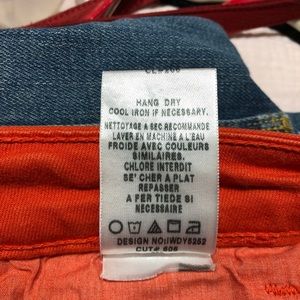 HANG DRY
COOL IRON IF NECESSARY.
NETTOYAGE A SEC RECOMMANDE
LAVER EN MACHINE A L'EAU
FROIDE AVEC COULEURS
SIMILAIRES.
CHLORE INTERDIT
SE' CHER A PLAT
REPASSER
A FER TIEDE SI
NECESSAIRE
DESIGN NO:IWDY5252
CUT# 606